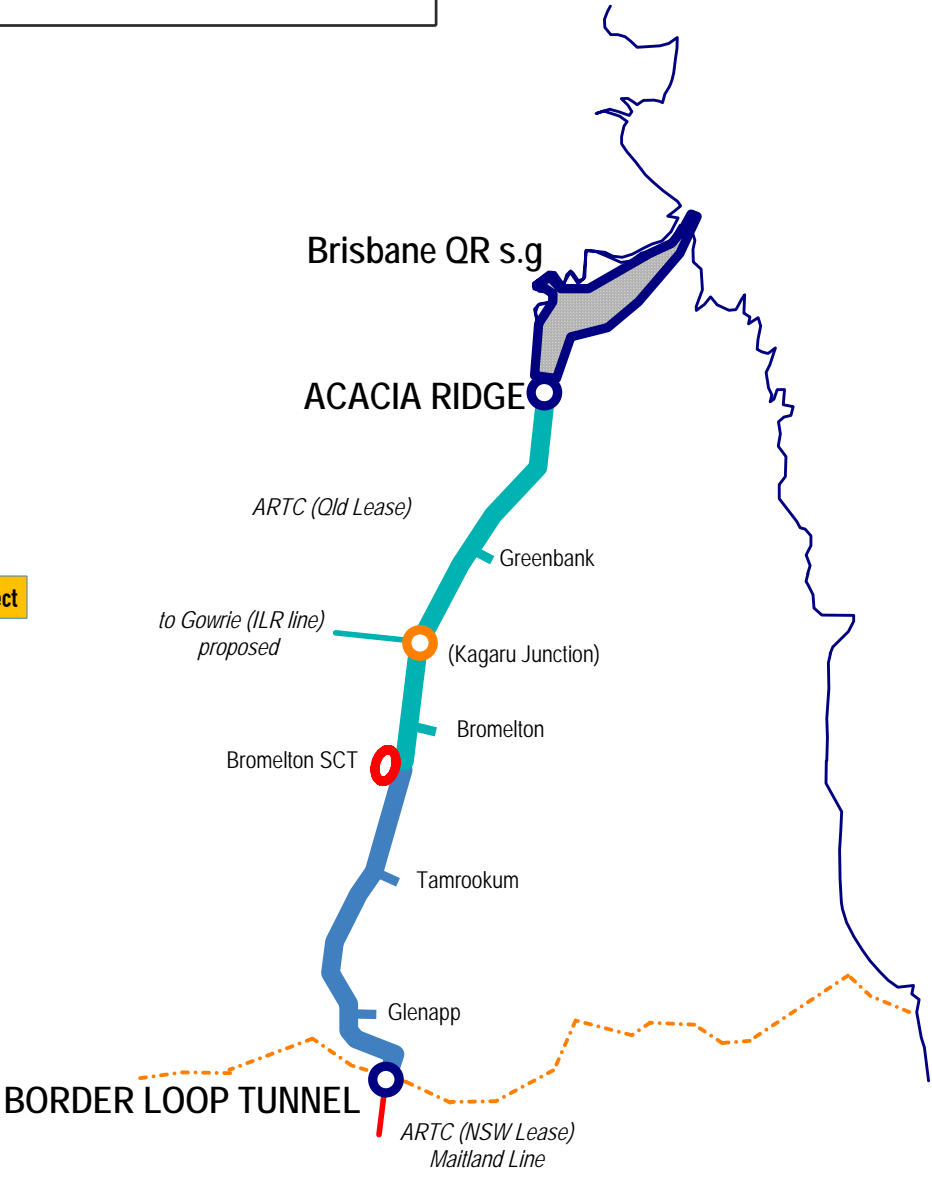 Brisbane QR s.g
ACACIA RIDGE
ARTC (Qld Lease)
Greenbank
to Gowrie (ILR line)
proposed
(Kagaru Junction)
Bromelton
Bromelton SCT
Tamrookum
Glenapp
BORDER LOOP TUNNEL
ARTC (NSW Lease)
Maitland Line